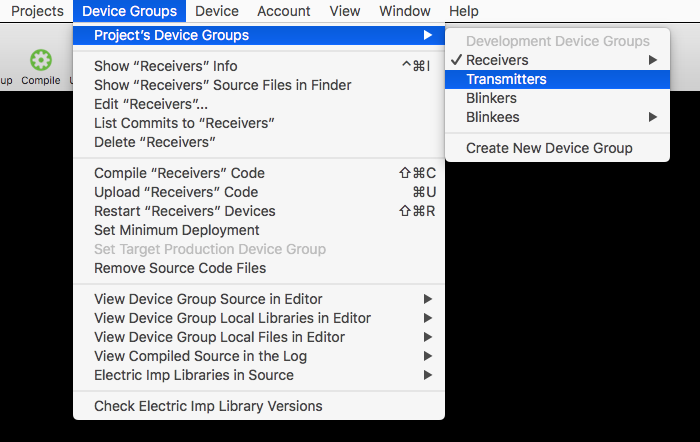 Projects Device Groups Device Account View Window Help
Project's Device Groups
Development Device Groups
✓ Receivers
Transmitters
Blinkers
Blinkees
Create New Device Group
up Compile U
Show “Receivers” Info ^⌘I
Show “Receivers” Source Files in Finder
Edit “Receivers”...
List Commits to “Receivers”
Delete “Receivers”
Compile “Receivers” Code ⇧⌘C
Upload “Receivers” Code ⌘U
Restart “Receivers” Devices ⇧⌘R
Set Minimum Deployment
Set Target Production Device Group
Remove Source Code Files
View Device Group Source in Editor
View Device Group Local Libraries in Editor
View Device Group Local Files in Editor
View Compiled Source in the Log
Electric Imp Libraries in Source
Check Electric Imp Library Versions